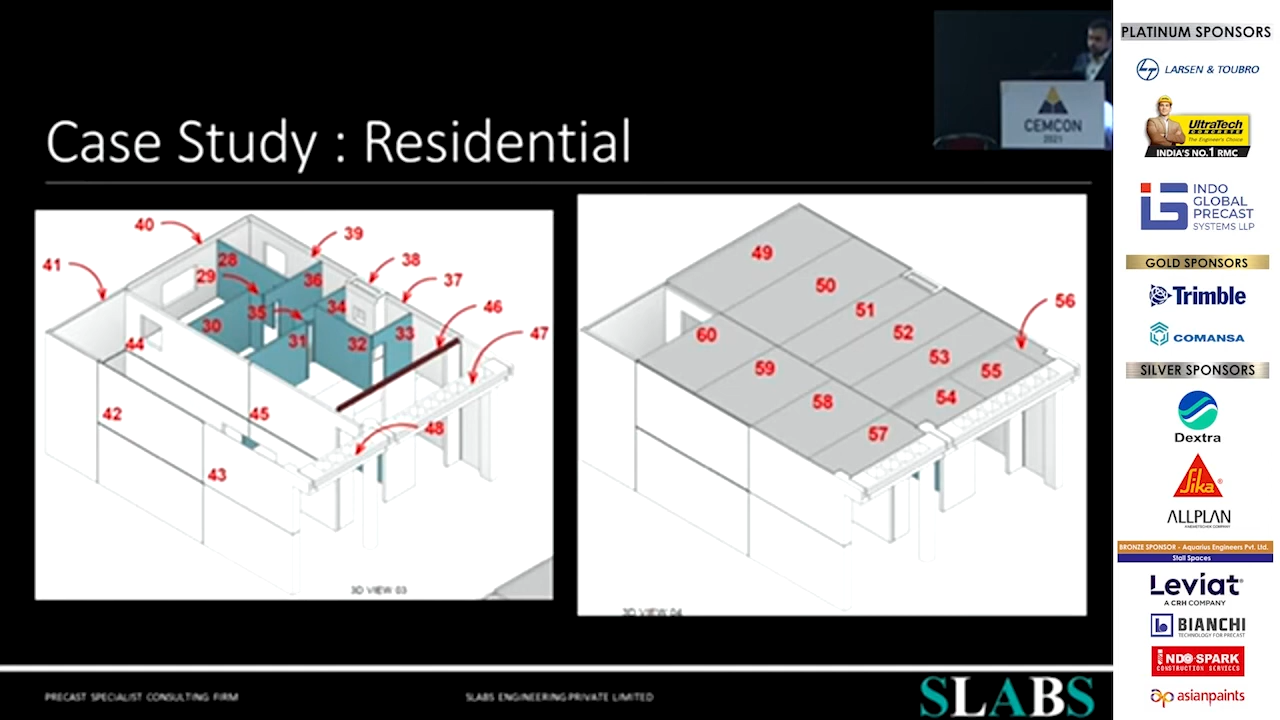 Case Study : Residential
40
39
41
28
38
29
36
37
35
34
46
30
31
32
33
47
44
42
45
48
43
3D VIEW 03
49
50
51
56
52
60
53
59
55
58
54
57
3D VIEW 04
PRECAST SPECIALIST CONSULTING FIRM
SLABS ENGINEERING PRIVATE LIMITED
SLABS
CEMCON
2021
PLATINUM SPONSORS
LARSEN & TOUBRO
UltraTech
CONCRETE
The Engineer's Choice
INDIA'S NO.1 RMC
INDO
GLOBAL
PRECAST
SYSTEMS LLP
GOLD SPONSORS
Trimble
COMANSA
SILVER SPONSORS
Dextra
Sika
ALLPLAN
A NEMETSCHEK COMPANY
BRONZE SPONSOR - Aquarius Engineers Pvt. Ltd.
Stall Spaces
Leviat
A CRH COMPANY
BIANCHI
TECHNOLOGY FOR PRECAST
INDO-SPARK
CONSTRUCTION SERVICES
ap asianpaints